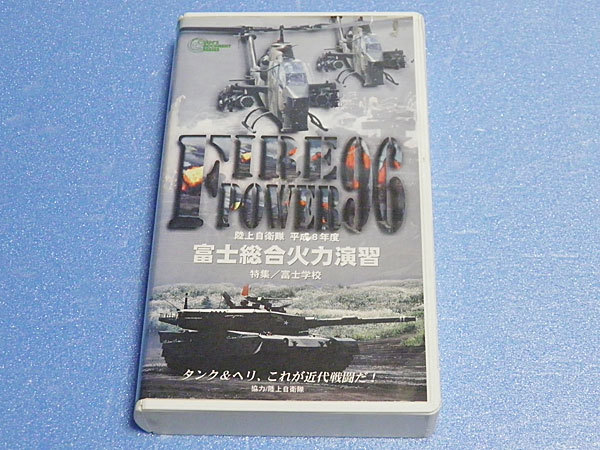 FIRE
POWER 96
陸上自衛隊 平成8年度
富士総合火力演習
特集／富士学校
タンク&ヘリ、これが近代戦闘だ!
協力/陸上自衛隊